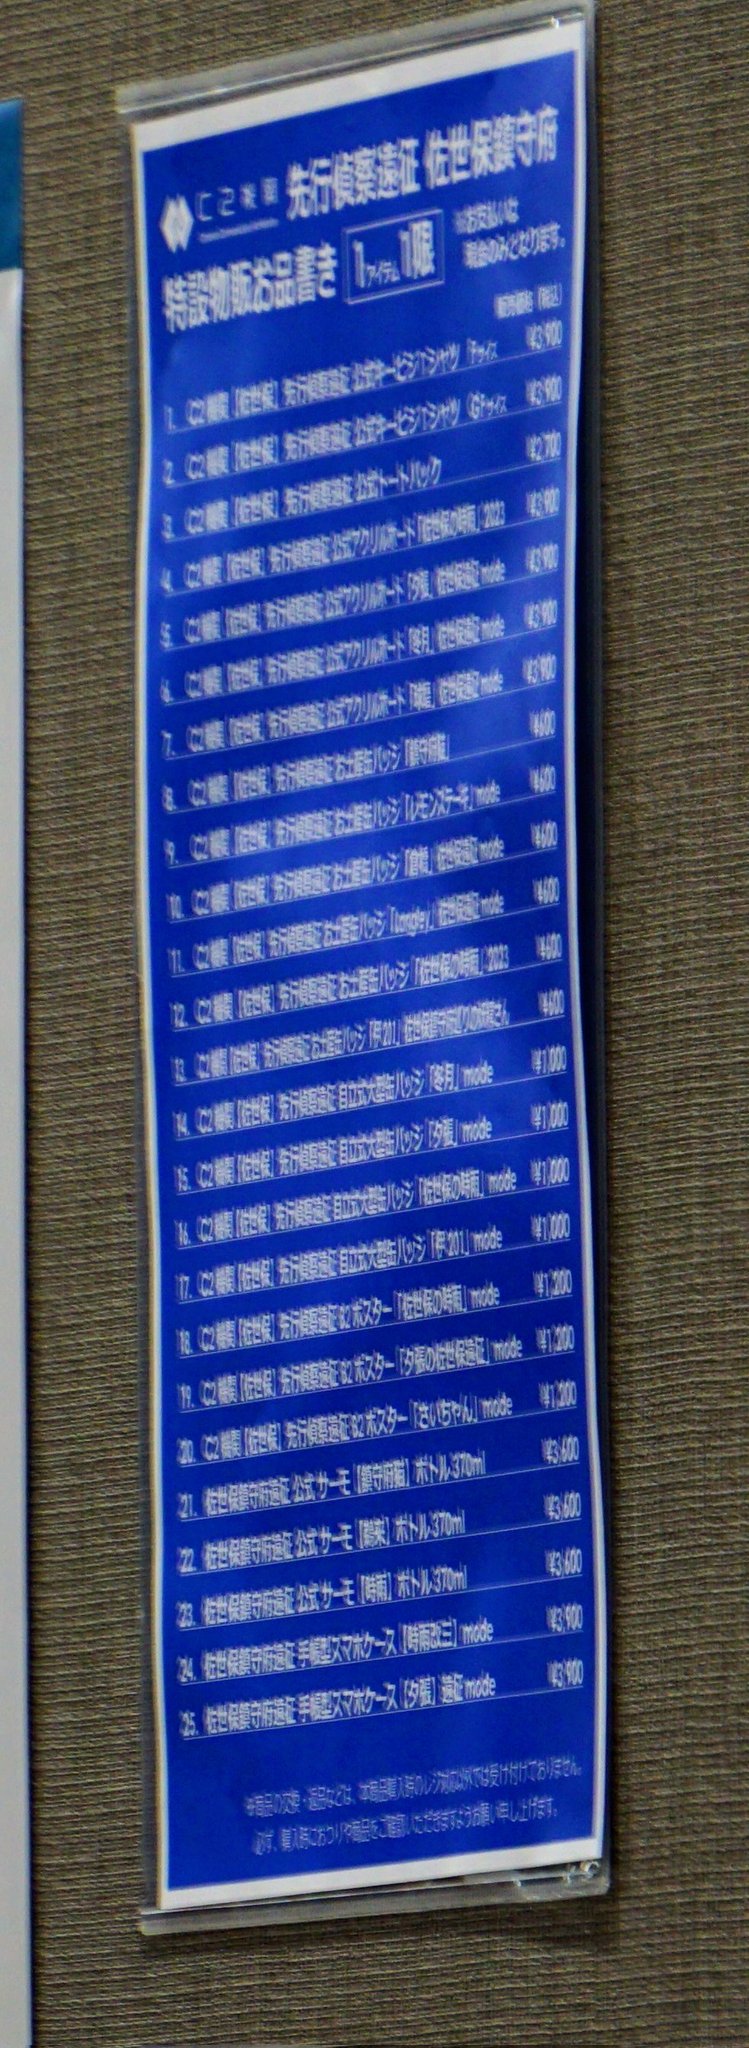 C2機関 先行偵察遠征 佐世保鎮守府
特設物販お品書き 1アイテム1限 ※お支払いは
現金のみとなります。
販売価格(税込)
1. C2機関【佐世保】先行偵察遠征 公式キービジTシャツ Fサイズ ¥3,900
2. C2機関【佐世保】先行偵察遠征 公式キービジTシャツ GFサイズ ¥3,900
3. C2機関【佐世保】先行偵察遠征 公式トートバック ¥2,700
4. C2機関【佐世保】先行偵察遠征 公式アクリルボード「佐世保の時雨」2023 ¥3,900
5. C2機関【佐世保】先行偵察遠征 公式アクリルボード「夕張」佐世保遠征mode ¥3,900
6. C2機関【佐世保】先行偵察遠征 公式アクリルボード「冬月」佐世保遠征mode ¥3,900
7. C2機関【佐世保】先行偵察遠征 公式アクリルボード 佐世保遠征mode ¥3,900
8. C2機関【佐世保】先行偵察遠征 お土産缶バッジ「鎮守府猫」 ¥600
9. C2機関【佐世保】先行偵察遠征 お土産缶バッジ「レモンステーキ」mode ¥600
10. C2機関【佐世保】先行偵察遠征 お土産缶バッジ 佐世保遠征mode ¥600
11. C2機関【佐世保】先行偵察遠征 お土産缶バッジ「Langley」佐世保遠征mode ¥600
12. C2機関【佐世保】先行偵察遠征 お土産缶バッジ「佐世保の時雨」2023 ¥600
13. C2機関【佐世保】先行偵察遠征 お土産缶バッジ「伊201」佐世保鎮守府 ¥600
14. C2機関【佐世保】先行偵察遠征 自立式大型缶バッジ「冬月」mode ¥1,000
15. C2機関【佐世保】先行偵察遠征 自立式大型缶バッジ「夕張」mode ¥1,000
16. C2機関【佐世保】先行偵察遠征 自立式大型缶バッジ「佐世保の時雨」mode ¥1,000
17. C2機関【佐世保】先行偵察遠征 自立式大型缶バッジ「伊201」mode ¥1,000
18. C2機関【佐世保】先行偵察遠征 B2ポスター「佐世保の時雨」mode ¥1,200
19. C2機関【佐世保】先行偵察遠征 B2ポスター「夕張の佐世保遠征」mode ¥1,200
20. C2機関【佐世保】先行偵察遠征 B2ポスター「さいちゃん」mode ¥1,200
21. 佐世保鎮守府遠征 公式 サーモ【鎮守府猫】ボトル370ml ¥3,600
22. 佐世保鎮守府遠征 公式 サーモ ボトル370ml ¥3,600
23. 佐世保鎮守府遠征 公式 サーモ【時雨】ボトル370ml ¥3,600
24. 佐世保鎮守府遠征 手帳型スマホケース【時雨改三】mode ¥3,900
25. 佐世保鎮守府遠征 手帳型スマホケース【夕張】遠征mode ¥3,900
※商品の交換・返品などは、本商品購入時のレジ対応以外では受け付けておりません。
必ず、購入時におつりや商品をご確認いただきますようお願い申し上げます。